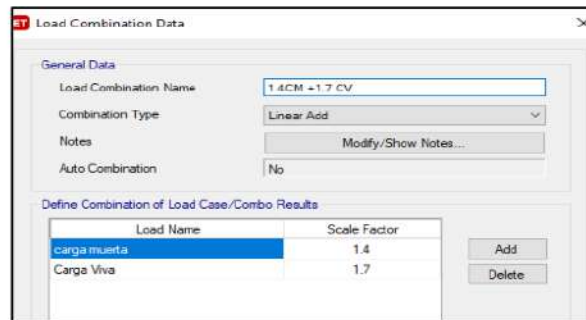 ET Load Combination Data
General Data
Load Combination Name 1.4CM +1.7 CV
Combination Type Linear Add
Notes Modify/Show Notes...
Auto Combination No
Define Combination of Load Case/Combo Results
Load Name Scale Factor
carga muerta 1.4 Add
Carga Viva 1.7 Delete